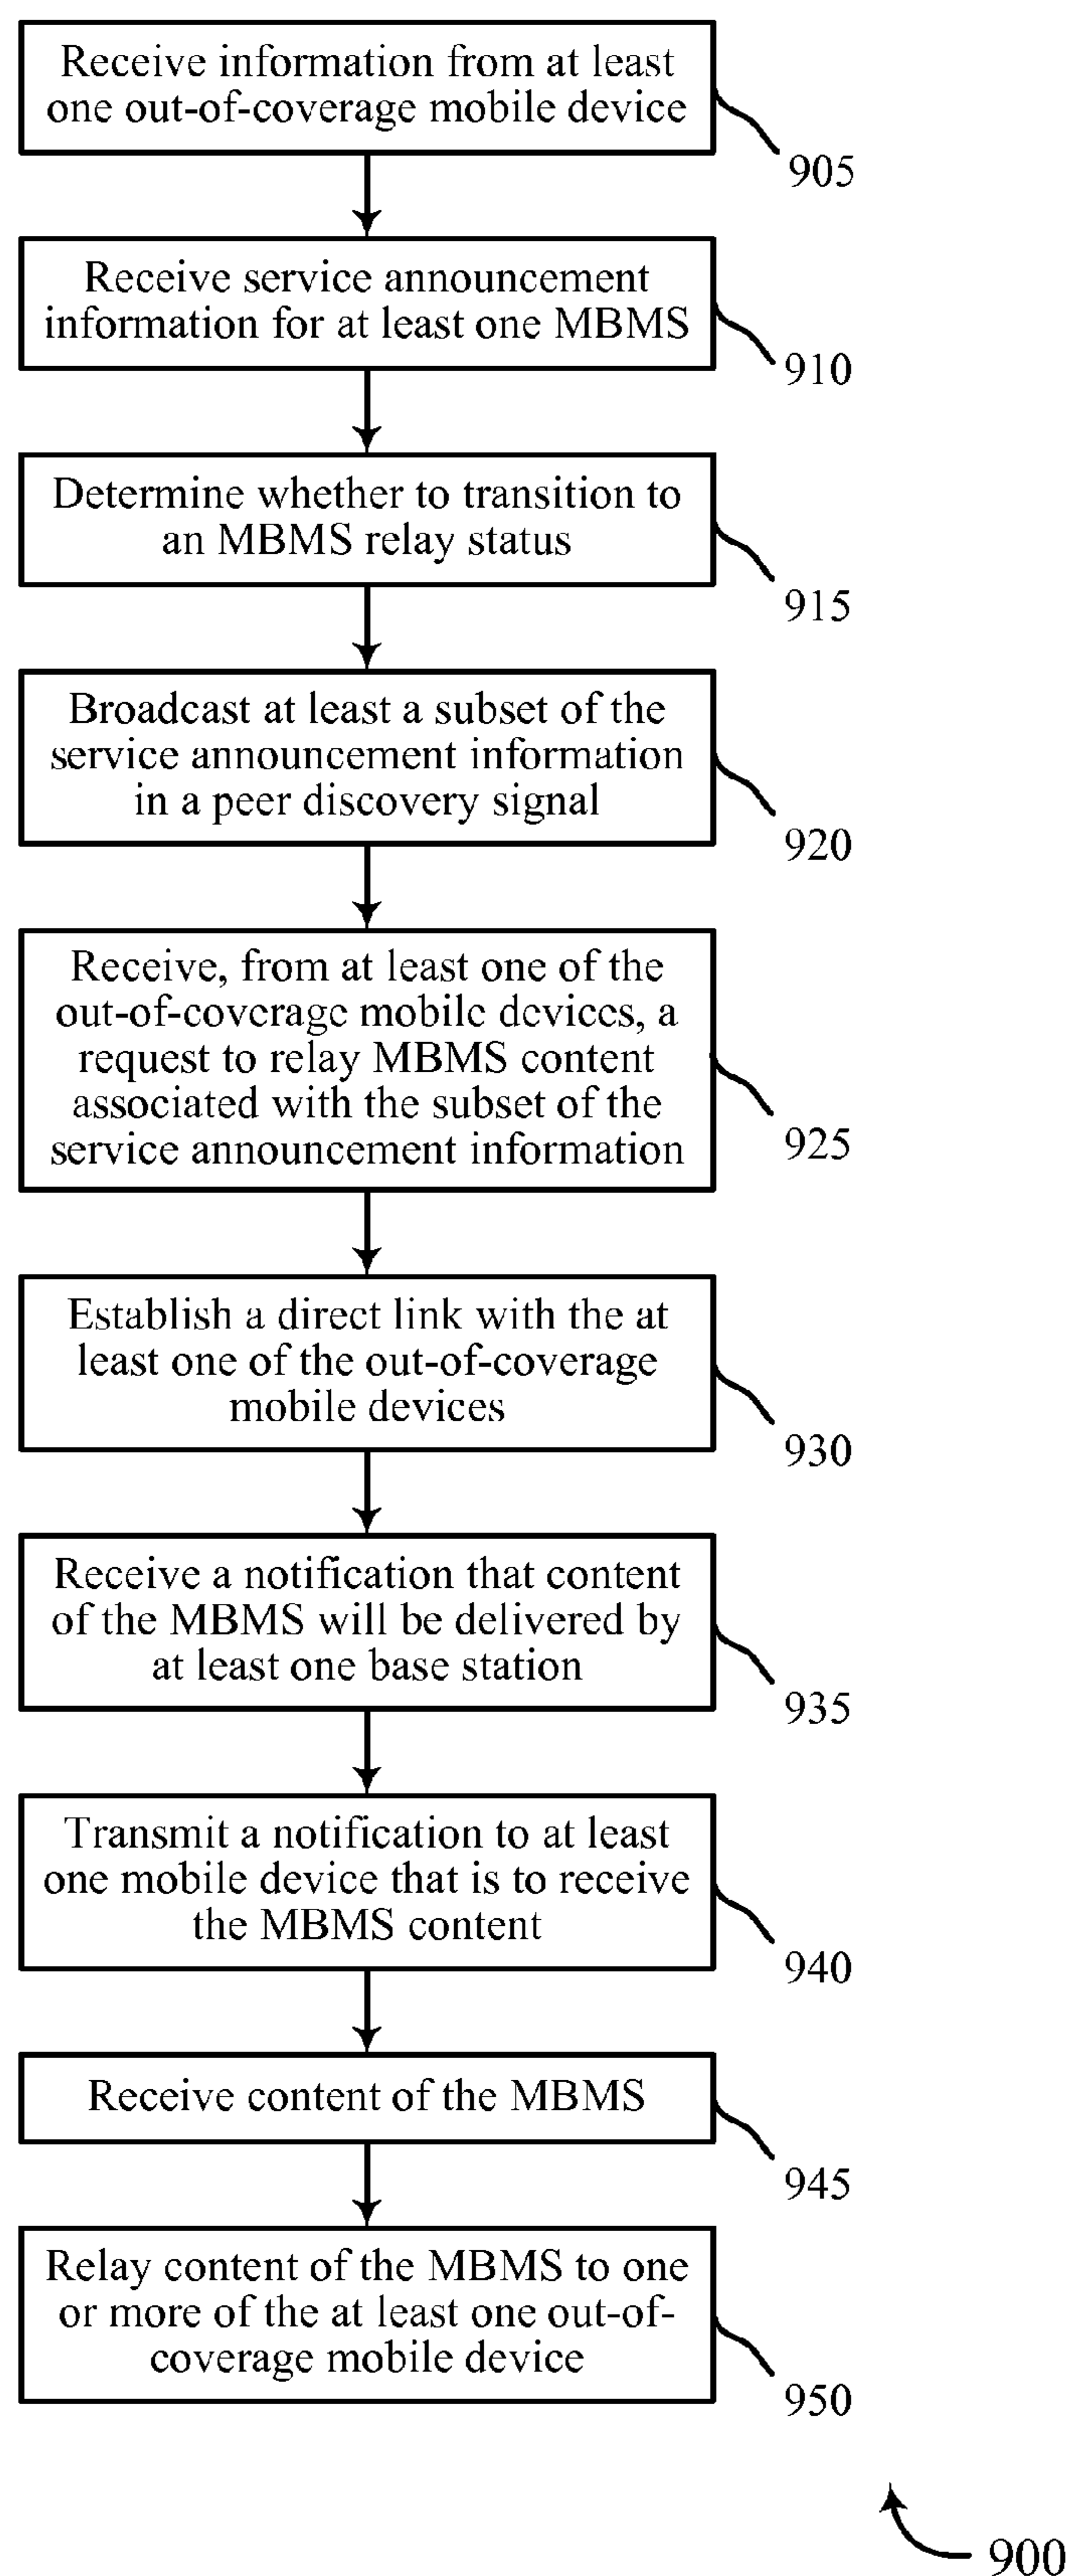 Receive information from at least
one out-of-coverage mobile device
905
Receive service announcement
information for at least one MBMS
910
Determine whether to transition to
an MBMS relay status
915
Broadcast at least a subset of the
service announcement information
in a peer discovery signal
920
Receive, from at least one of the
out-of-coverage mobile devices, a
request to relay MBMS content
associated with the subset of the
service announcement information
925
Establish a direct link with the at
least one of the out-of-coverage
mobile devices
930
Receive a notification that content
of the MBMS will be delivered by
at least one base station
935
Transmit a notification to at least
one mobile device that is to receive
the MBMS content
940
Receive content of the MBMS
945
Relay content of the MBMS to one
or more of the at least one out-of-
coverage mobile device
950
900